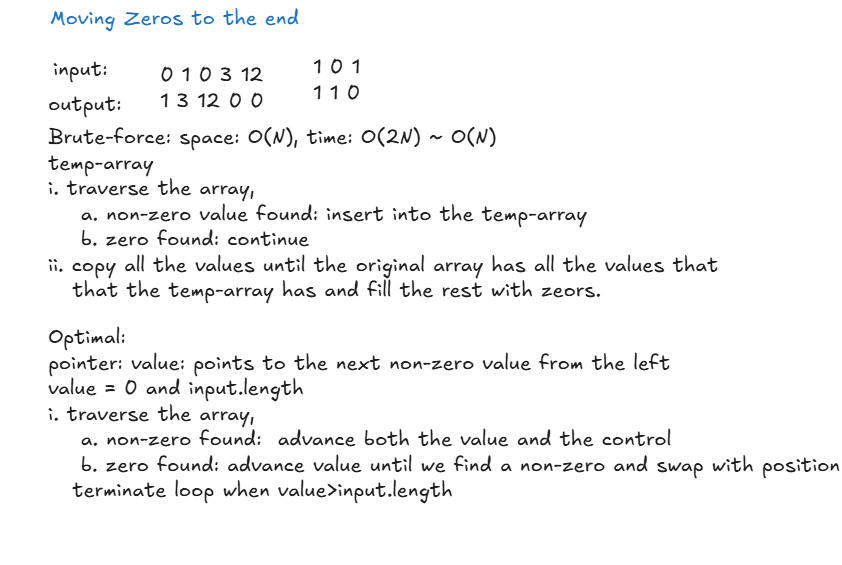 Moving Zeros to the end
input: 0 1 0 3 12 1 0 1
output: 1 3 12 0 0 1 1 0
Brute-force: space: O(N), time: O(2N) ~ O(N)
temp-array
i. traverse the array,
a. non-zero value found: insert into the temp-array
b. zero found: continue
ii. copy all the values until the original array has all the values that
that the temp-array has and fill the rest with zeors.
Optimal:
pointer: value: points to the next non-zero value from the left
value = 0 and input.length
i. traverse the array,
a. non-zero found: advance both the value and the control
b. zero found: advance value until we find a non-zero and swap with position
terminate loop when value>input.length